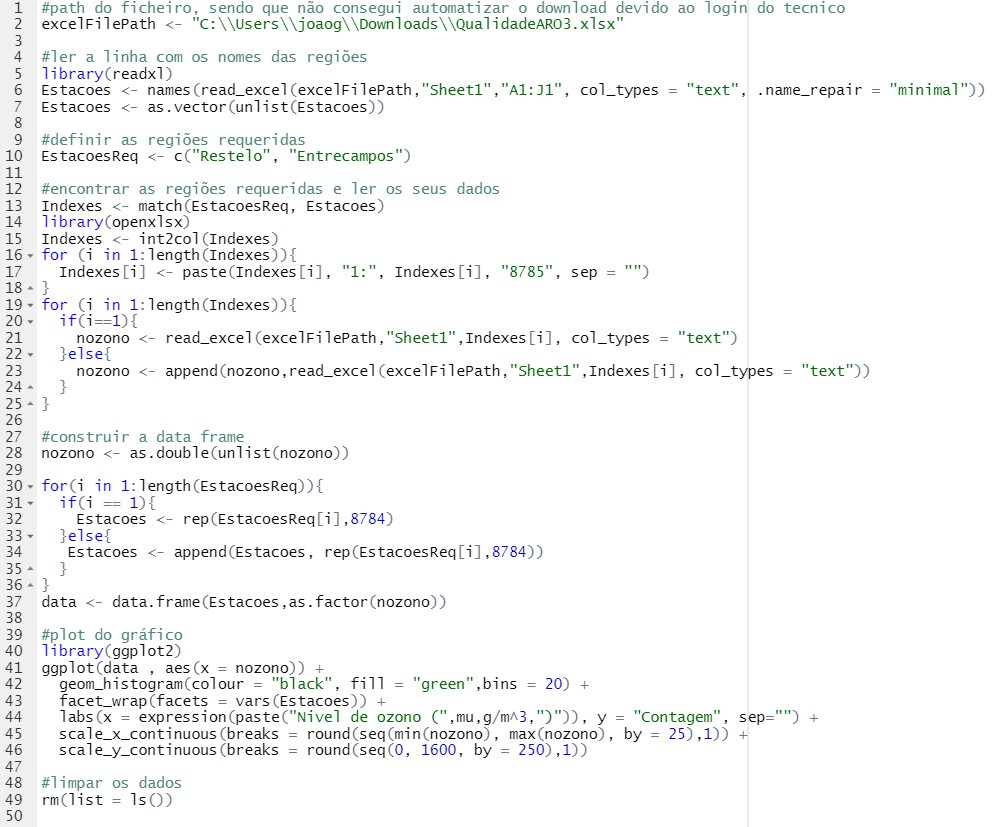 1 #path do ficheiro, sendo que não consegui automatizar o download devido ao login do tecnico
2 excelFilePath <- "C:\\Users\\joaog\\Downloads\\QualidadeARO3.xlsx"
3
4 #ler a linha com os nomes das regiões
5 library(readxl)
6 Estacoes <- names(read_excel(excelFilePath,"Sheet1","A1:J1", col_types = "text", .name_repair = "minimal"))
7 Estacoes <- as.vector(unlist(Estacoes))
8
9 #definir as regiões requeridas
10 EstacoesReq <- c("Restelo", "Entrecampos")
11
12 #encontrar as regiões requeridas e ler os seus dados
13 Indexes <- match(EstacoesReq, Estacoes)
14 library(openxlsx)
15 Indexes <- int2col(Indexes)
16 for (i in 1:length(Indexes)){
17   Indexes[i] <- paste(Indexes[i], "1:", Indexes[i], "8785", sep = "")
18 }
19 for (i in 1:length(Indexes)){
20   if(i==1){
21     nozono <- read_excel(excelFilePath,"Sheet1",Indexes[i], col_types = "text")
22   }else{
23     nozono <- append(nozono,read_excel(excelFilePath,"Sheet1",Indexes[i], col_types = "text"))
24   }
25 }
26
27 #construir a data frame
28 nozono <- as.double(unlist(nozono))
29
30 for(i in 1:length(EstacoesReq)){
31   if(i == 1){
32     Estacoes <- rep(EstacoesReq[i],8784)
33   }else{
34    Estacoes <- append(Estacoes, rep(EstacoesReq[i],8784))
35   }
36 }
37 data <- data.frame(Estacoes,as.factor(nozono))
38
39 #plot do gráfico
40 library(ggplot2)
41 ggplot(data , aes(x = nozono)) +
42   geom_histogram(colour = "black", fill = "green",bins = 20) +
43   facet_wrap(facets = vars(Estacoes)) +
44   labs(x = expression(paste("Nivel de ozono (",mu,g/m^3,")")), y = "Contagem", sep="") +
45   scale_x_continuous(breaks = round(seq(min(nozono), max(nozono), by = 25),1)) +
46   scale_y_continuous(breaks = round(seq(0, 1600, by = 250),1))
47
48 #limpar os dados
49 rm(list = ls())
50